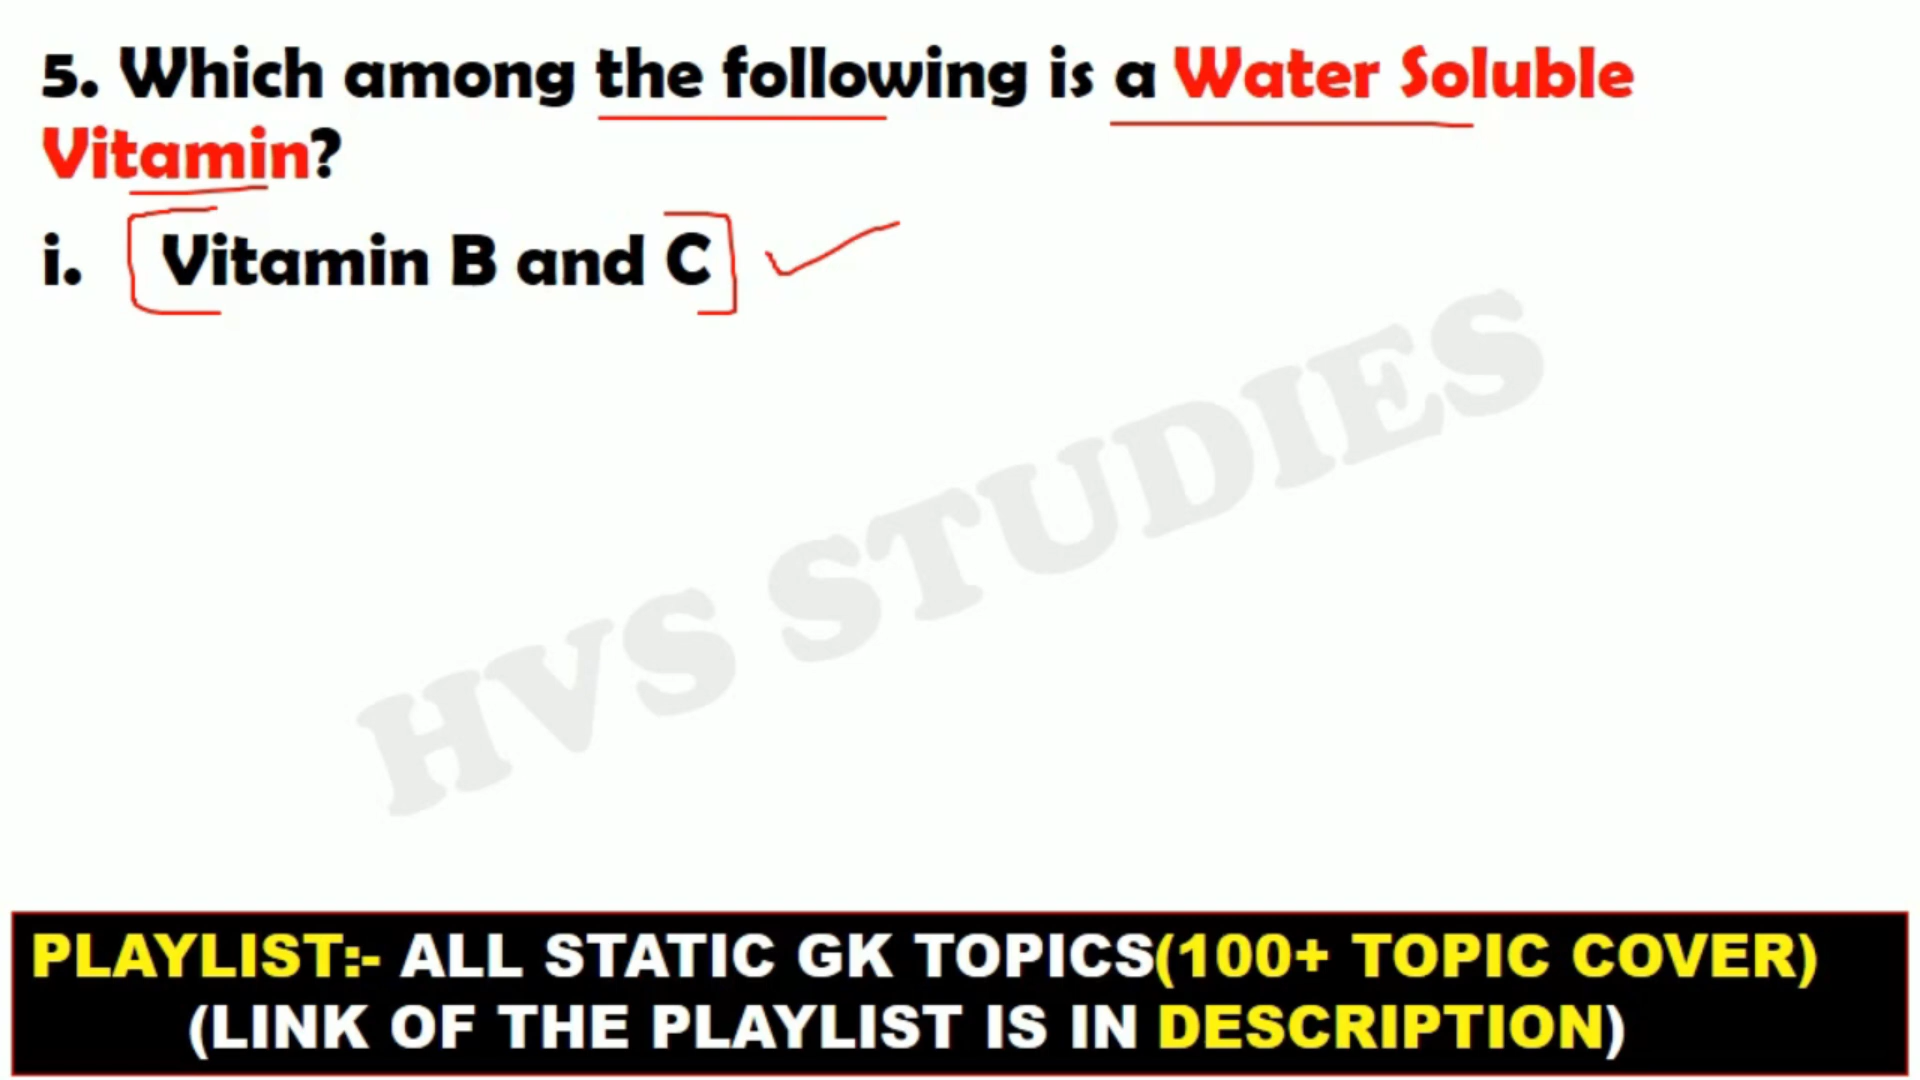 5. Which among the following is a Water Soluble
Vitamin?
i. Vitamin B and C
HVS STUDIES
PLAYLIST:- ALL STATIC GK TOPICS(100+ TOPIC COVER)
(LINK OF THE PLAYLIST IS IN DESCRIPTION)